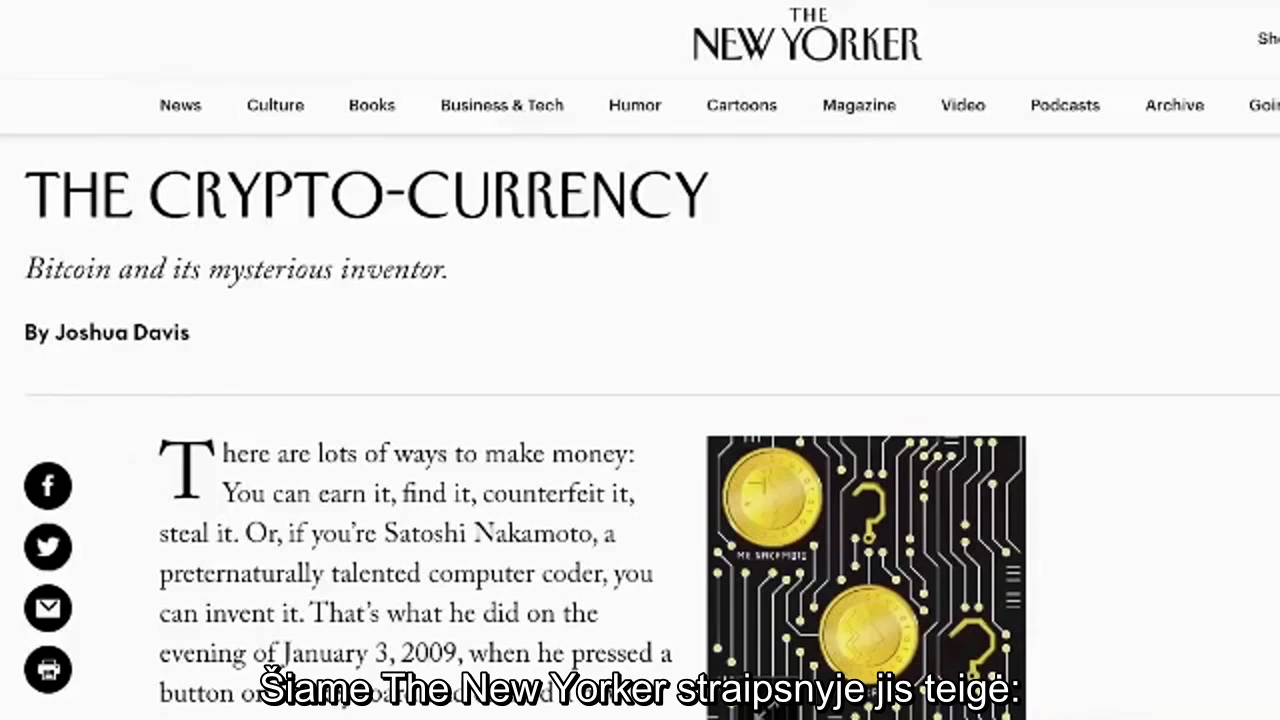 THE
NEW YORKER
News Culture Books Business & Tech Humor Cartoons Magazine Video Podcasts Archive
THE CRYPTO-CURRENCY
Bitcoin and its mysterious inventor.
By Joshua Davis
There are lots of ways to make money:
You can earn it, find it, counterfeit it,
steal it. Or, if you're Satoshi Nakamoto, a
preternaturally talented computer coder, you
can invent it. That's what he did on the
evening of January 3, 2009, when he pressed a
button
Šiame The New Yorker straipsnyje jis teigė: